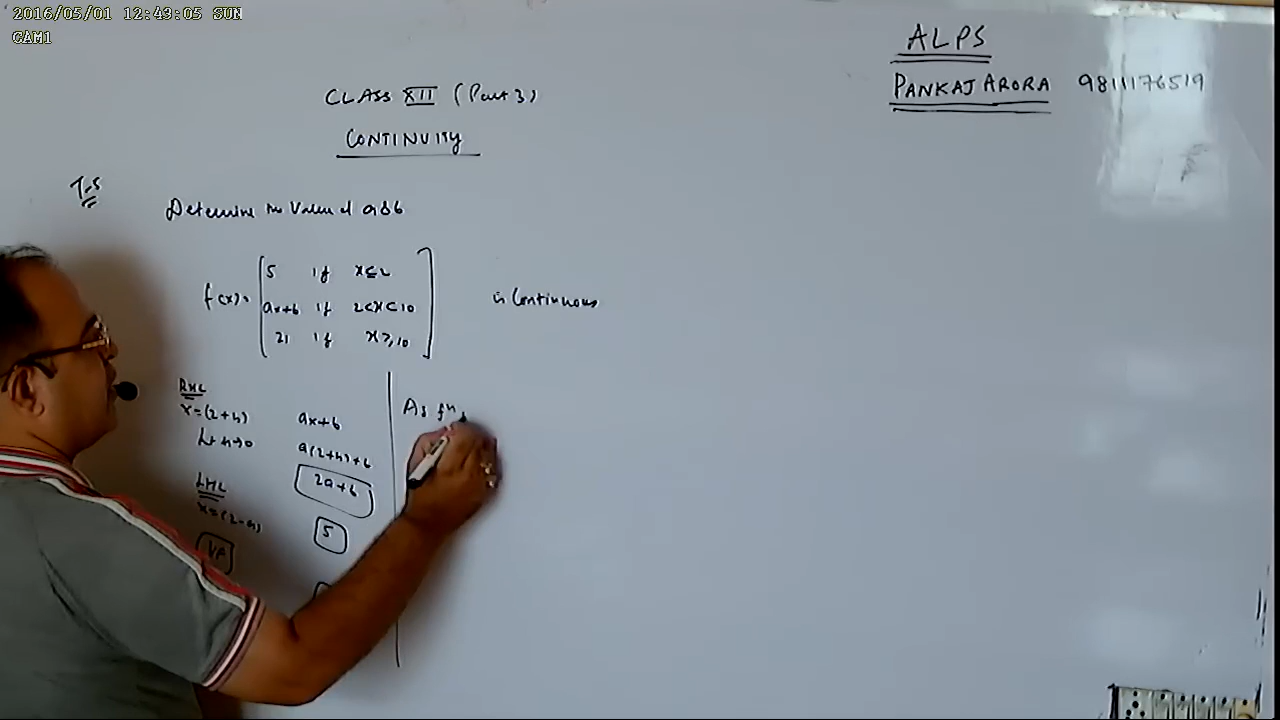 2016/05/01 12:43:05 SUN
CAM1
ALPS
PANKAJ ARORA 9811176519
CLASS XII (Part 3)
CONTINUITY
Determine the Value of a & b
f(x) = 5 if x≤2
ax+b if 2<x<10
21 if x≥10
is Continuous
RHL
x=(2+h) ax+b
Lt h→0 a(2+h)+b
2a+b
LHL
x=(2-h) 5
VF
As fn